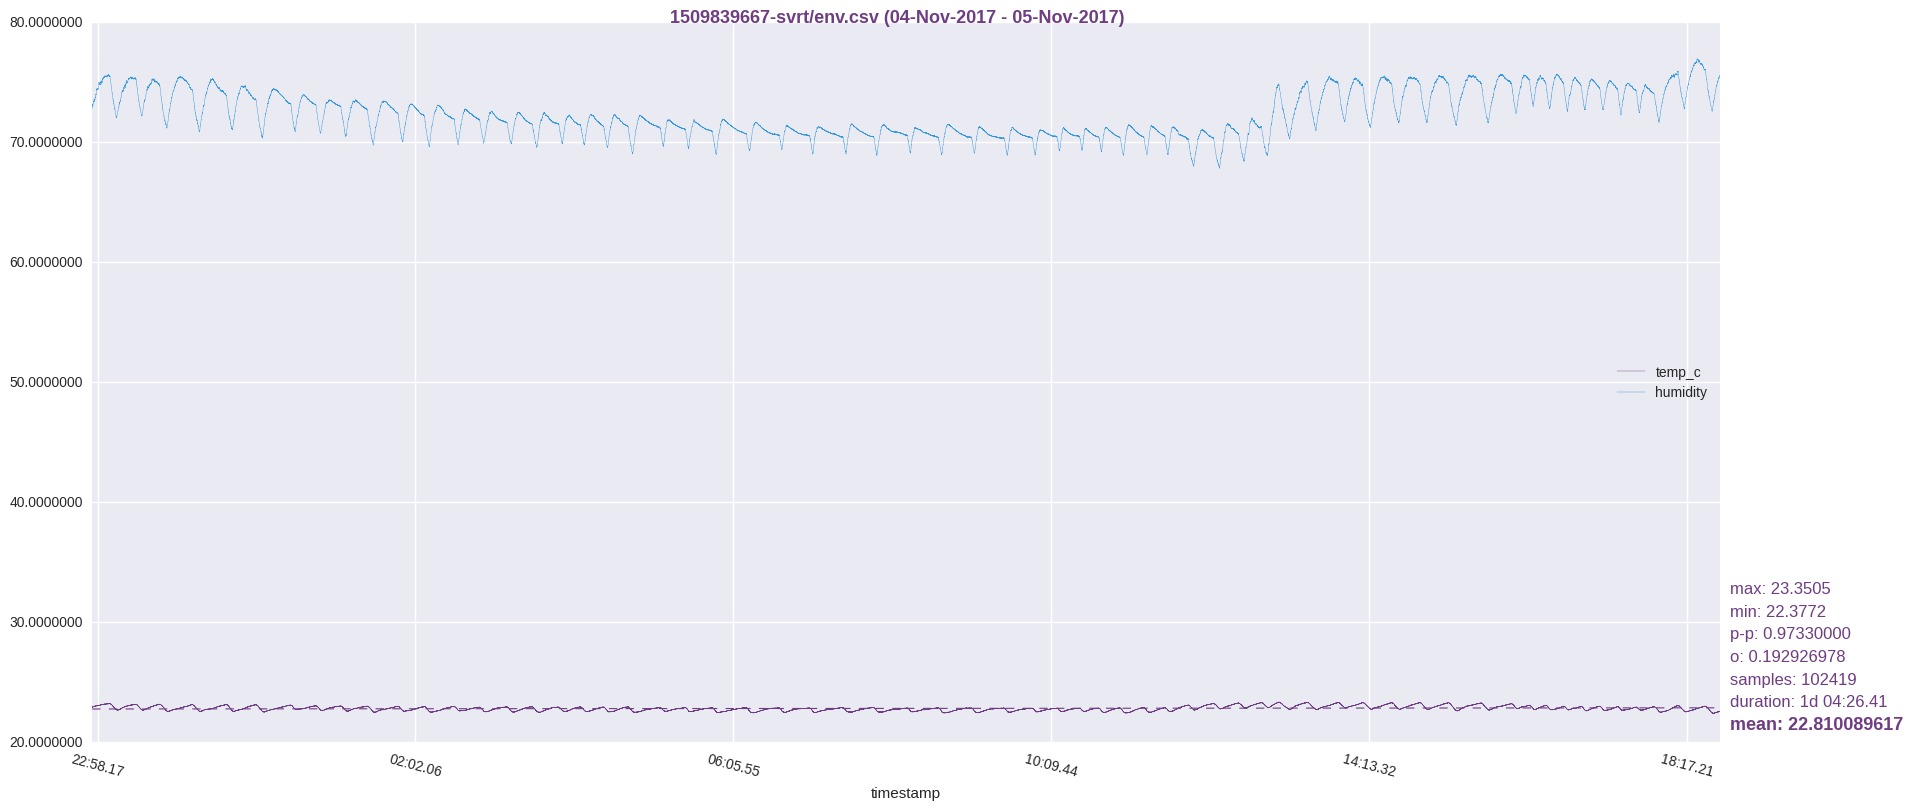 1509839667-svrt/env.csv (04-Nov-2017 - 05-Nov-2017)
80.0000000
70.0000000
60.0000000
50.0000000
40.0000000
30.0000000
20.0000000
temp_c
humidity
max: 23.3505
min: 22.3772
p-p: 0.97330000
o: 0.192926978
samples: 102419
duration: 1d 04:26.41
mean: 22.810089617
22:58.17
02:02.06
06:05.55
10:09.44
14:13.32
18:17.21
timestamp